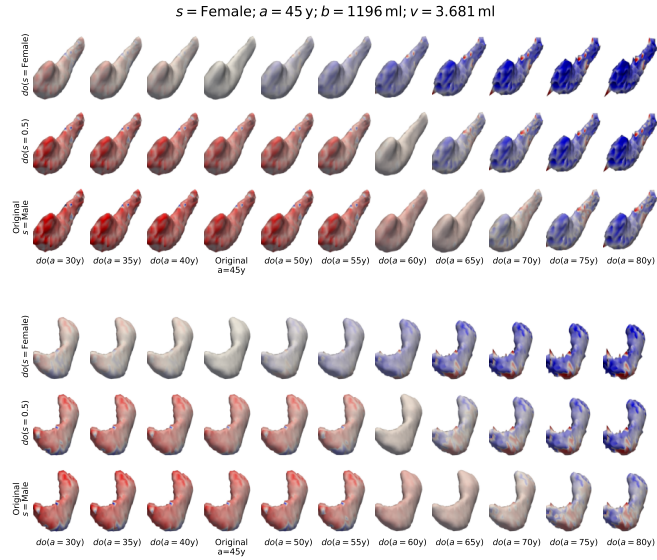 s = Female; a = 45 y; b = 1196 ml; v = 3.681 ml
do(s = Female)
do(s = 0.5)
Original
s = Male
do(a = 30y) do(a = 35y) do(a = 40y) Original do(a = 50y) do(a = 55y) do(a = 60y) do(a = 65y) do(a = 70y) do(a = 75y) do(a = 80y)
a=45y
do(s = Female)
do(s = 0.5)
Original
s = Male
do(a = 30y) do(a = 35y) do(a = 40y) Original do(a = 50y) do(a = 55y) do(a = 60y) do(a = 65y) do(a = 70y) do(a = 75y) do(a = 80y)
a=45y